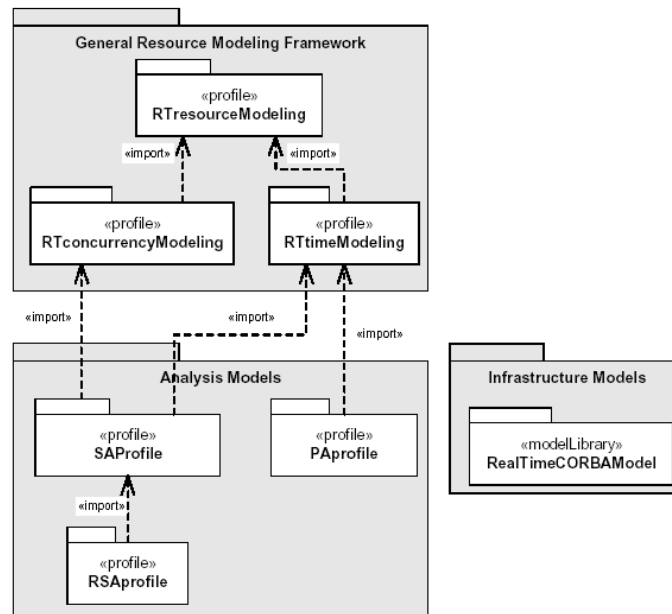 General Resource Modeling Framework
«profile»
RTresourceModeling
«import»
«import»
«profile»
RTconcurrencyModeling
«profile»
RTtimeModeling
«import»
«import»
«import»
Analysis Models
Infrastructure Models
«profile»
SAProfile
«profile»
PAprofile
«modelLibrary»
RealTimeCORBAModel
«import»
«profile»
RSAprofile